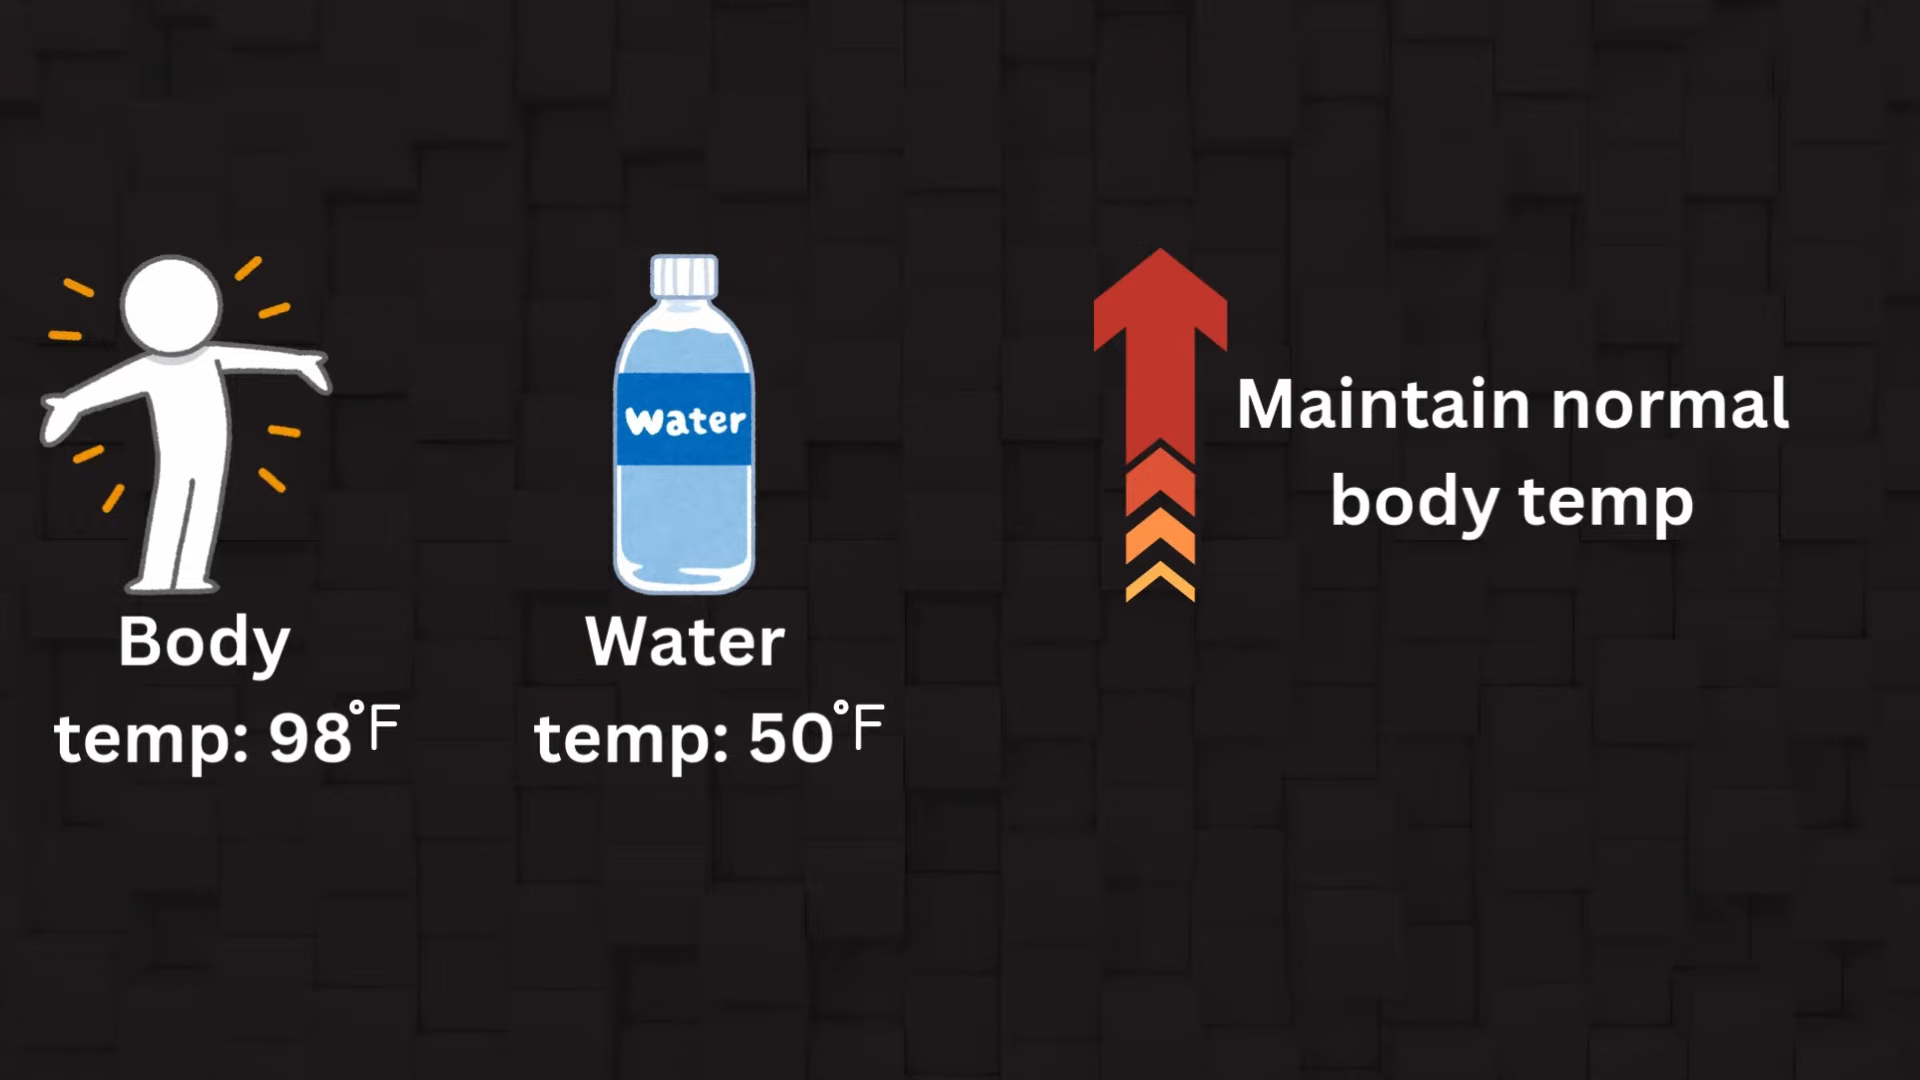 Water
Body
temp: 98°F
Water
temp: 50°F
Maintain normal
body temp